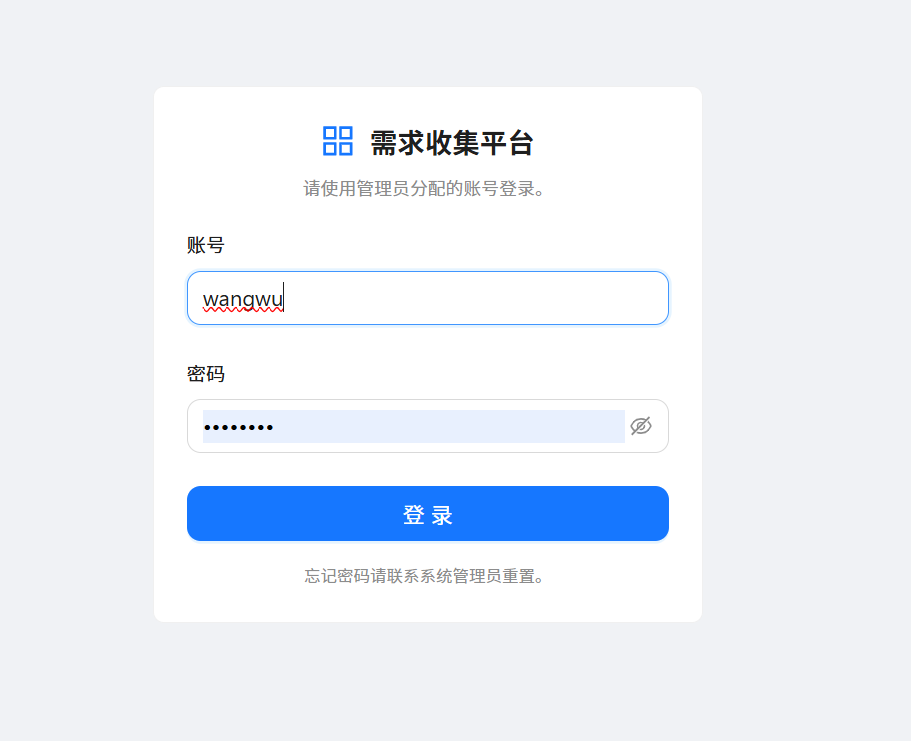 需求收集平台
请使用管理员分配的账号登录。
账号
wangwu
密码
••••••••
登 录
忘记密码请联系系统管理员重置。